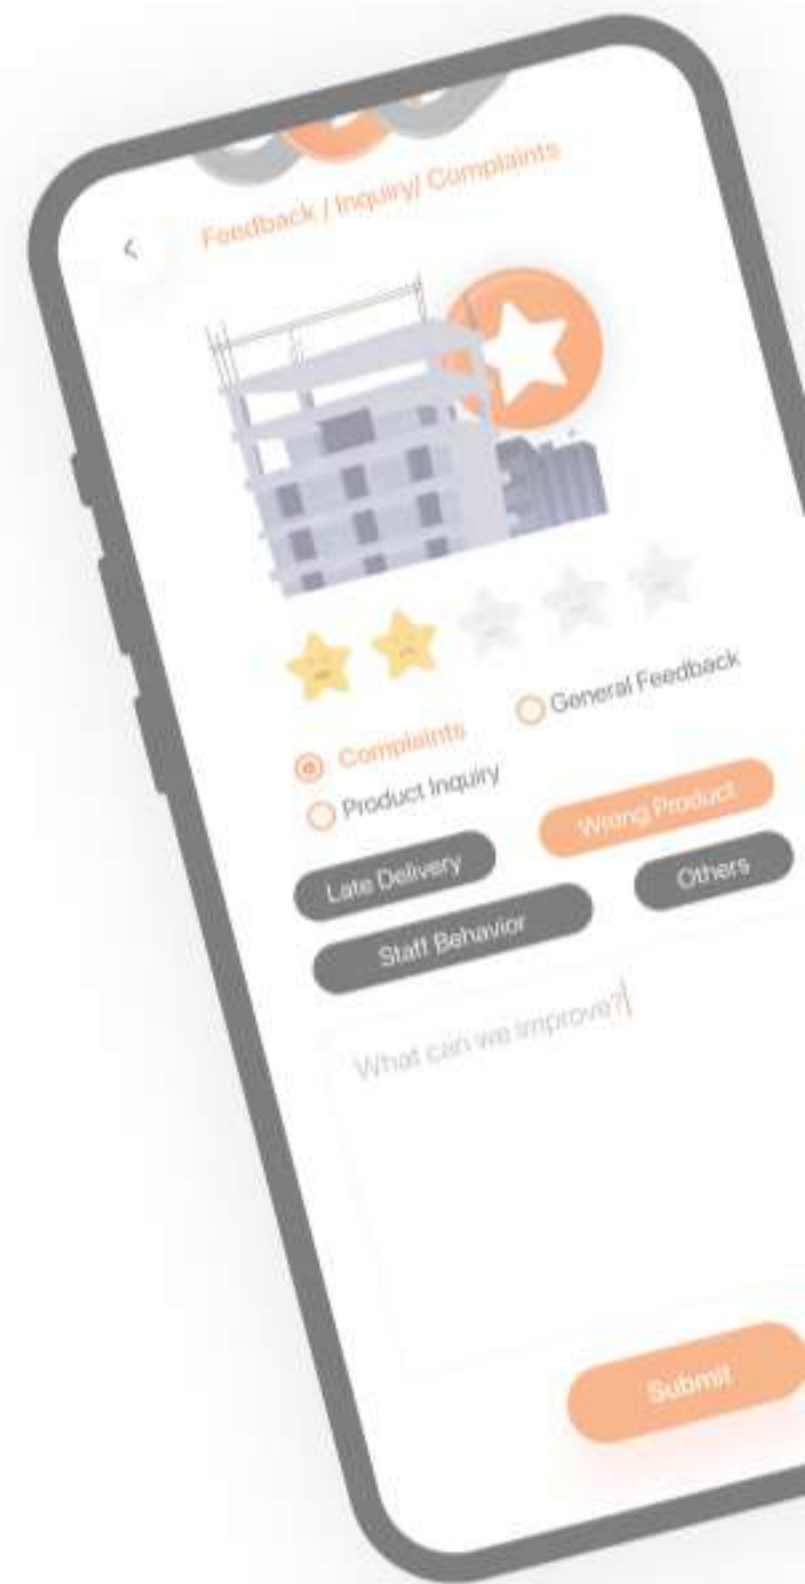 Feedback / Inquiry/ Complaints
Complaints
General Feedback
Product Inquiry
Late Delivery
Wrong Product
Staff Behavior
Others
What can we improve?
Submit